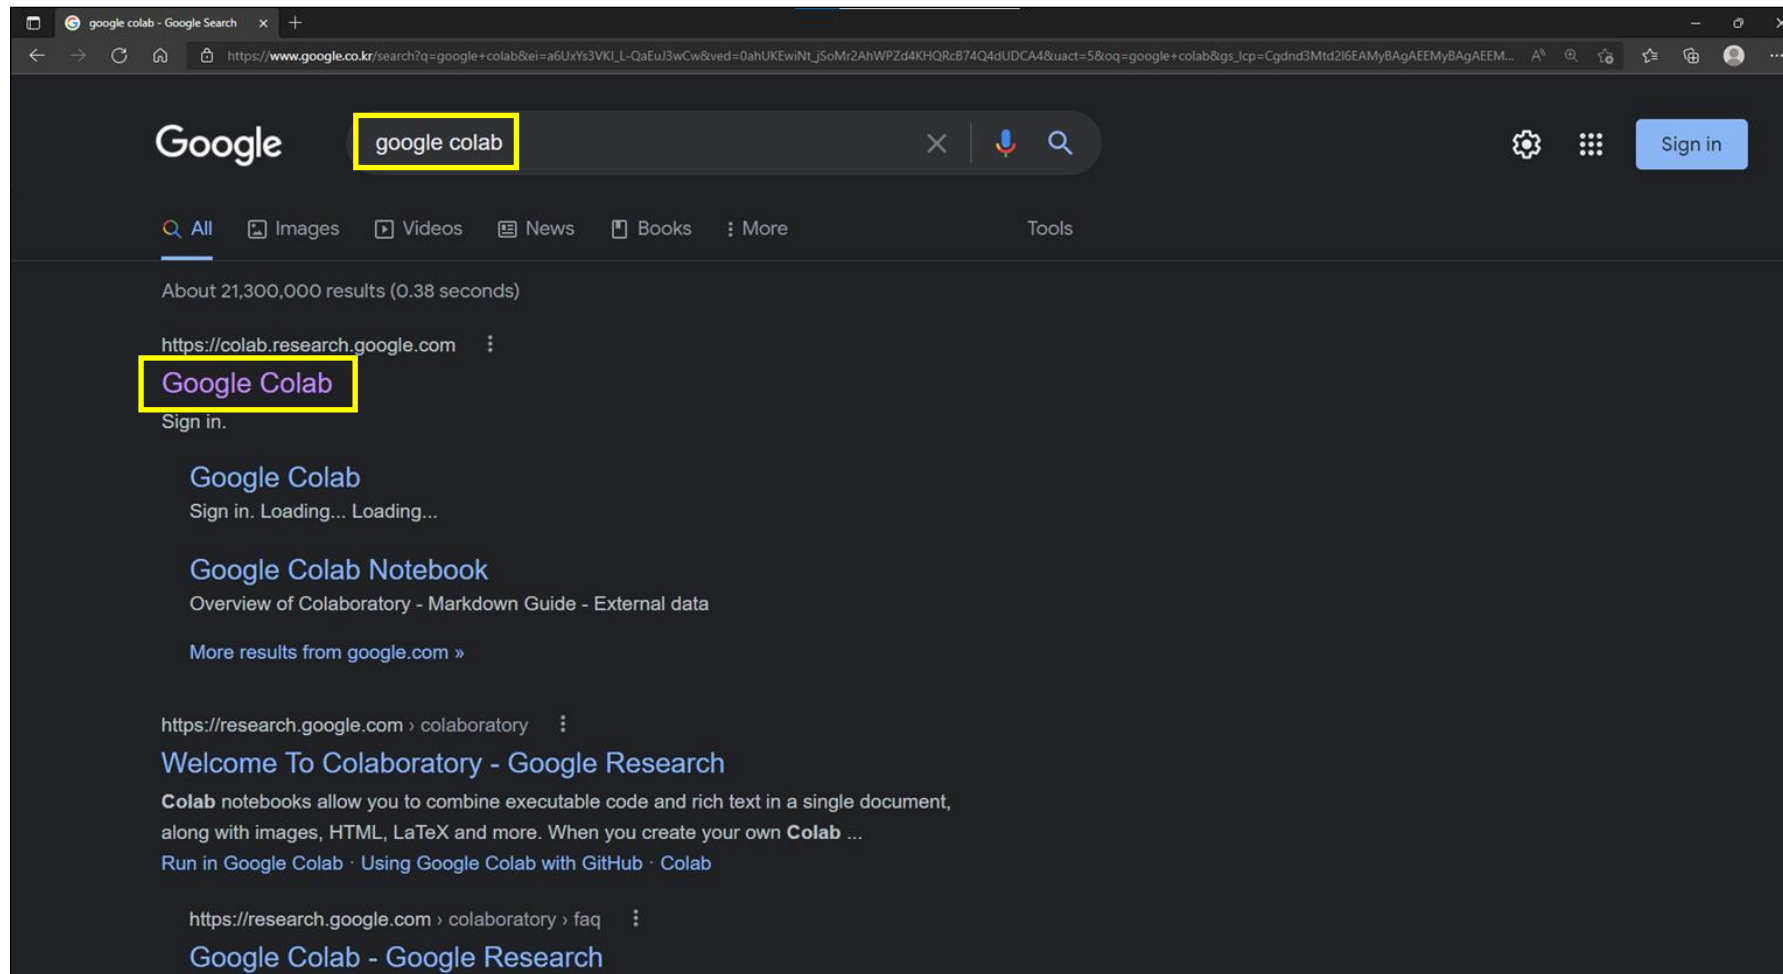 google colab - Google Search
https://www.google.co.kr/search?q=google+colab&ei=a6UxYs3VKI_L-QaEuJ3wCw&ved=0ahUKEwiNt_jSoMr2AhWPZd4KHQRcB74Q4dUDCA4&uact=5&oq=google+colab&gs_lcp=Cgdnd3Mtd2l6EAMyBAgAEEMyBAgAEEM...
Google google colab Sign in
All Images Videos News Books More Tools
About 21,300,000 results (0.38 seconds)
https://colab.research.google.com
Google Colab
Sign in.
Google Colab
Sign in. Loading... Loading...
Google Colab Notebook
Overview of Colaboratory - Markdown Guide - External data
More results from google.com »
https://research.google.com › colaboratory
Welcome To Colaboratory - Google Research
Colab notebooks allow you to combine executable code and rich text in a single document,
along with images, HTML, LaTeX and more. When you create your own Colab ...
Run in Google Colab · Using Google Colab with GitHub · Colab
https://research.google.com › colaboratory › faq
Google Colab - Google Research